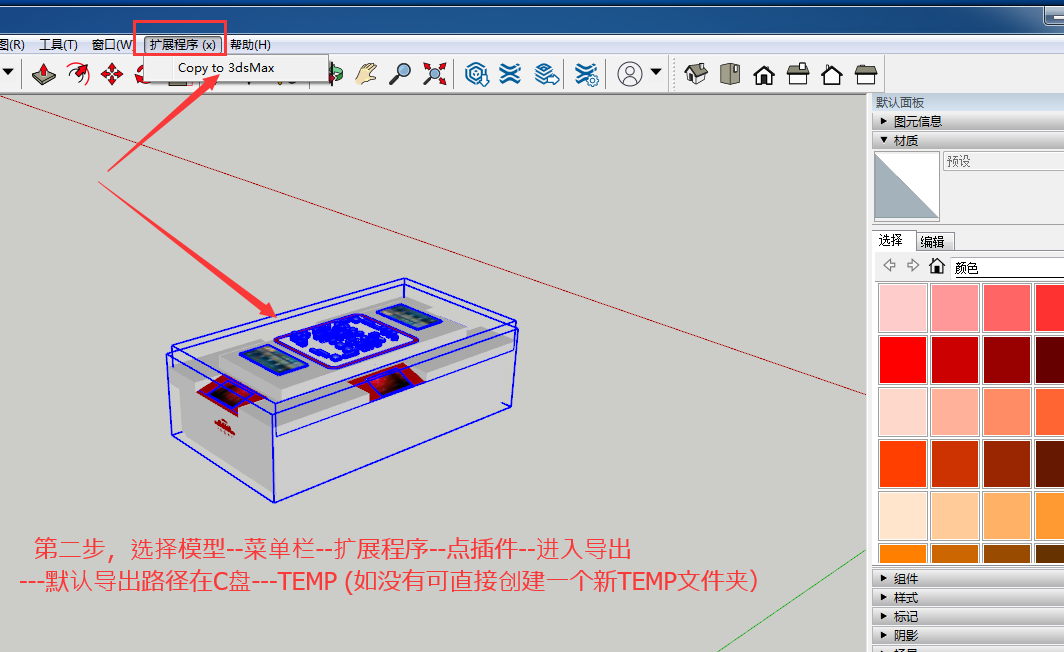 图(R) 工具(T) 窗口(W 扩展程序 (x) 帮助(H)
Copy to 3dsMax
默认面板
图元信息
材质
预设
选择 编辑
颜色
第二步，选择模型--菜单栏--扩展程序--点插件--进入导出
---默认导出路径在C盘---TEMP (如没有可直接创建一个新TEMP文件夹）
组件
样式
标记
阴影